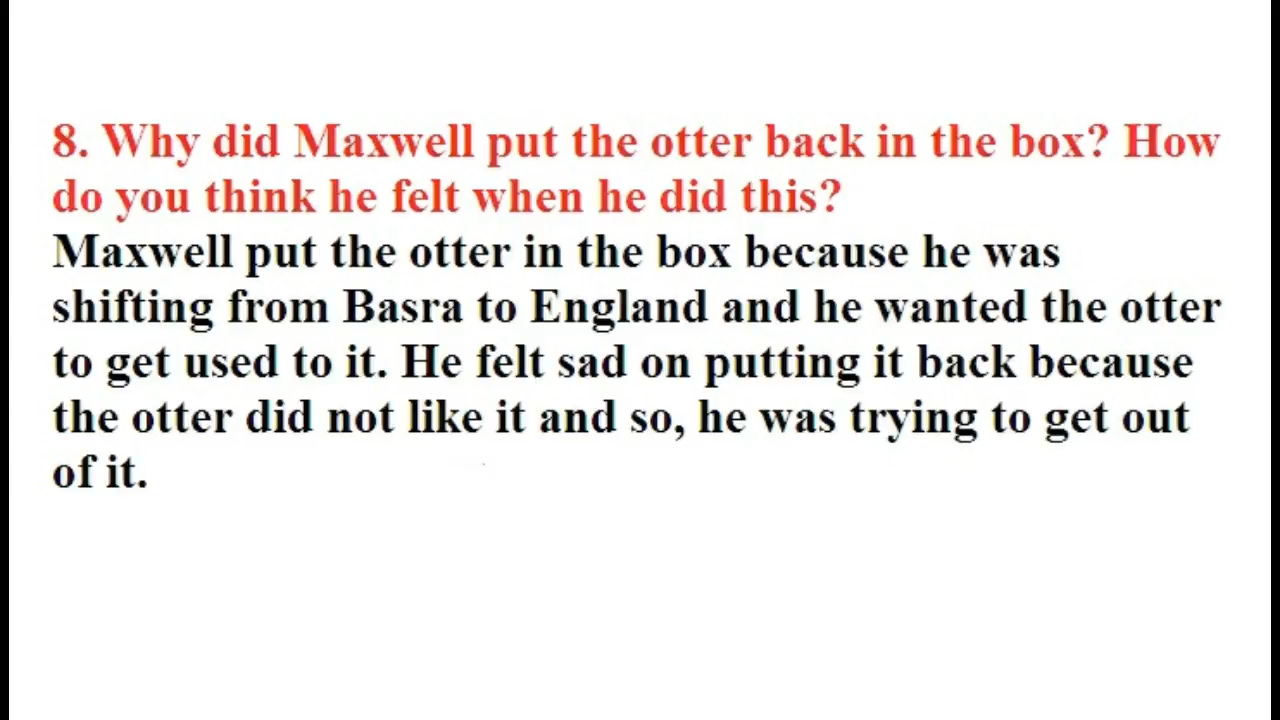 8. Why did Maxwell put the otter back in the box? How
do you think he felt when he did this?
Maxwell put the otter in the box because he was
shifting from Basra to England and he wanted the otter
to get used to it. He felt sad on putting it back because
the otter did not like it and so, he was trying to get out
of it.